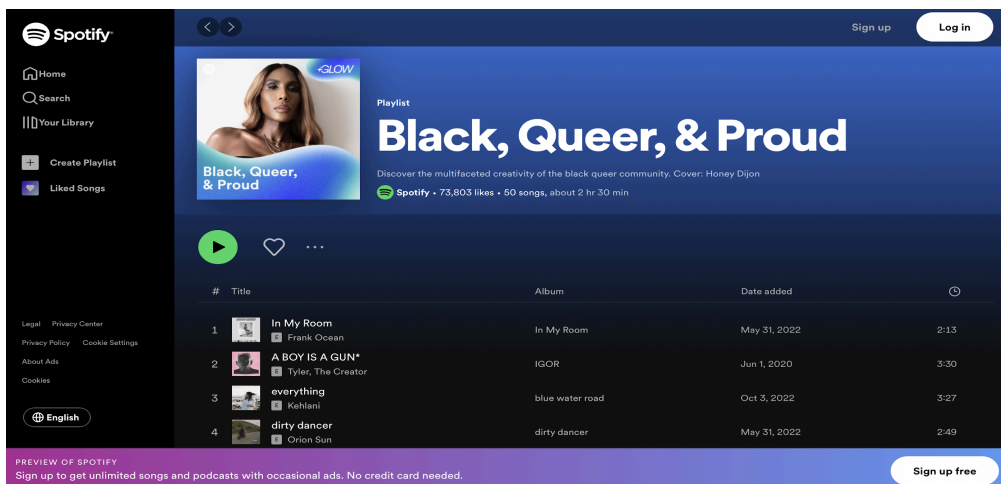 Spotify
Home
Search
Your Library
Create Playlist
Liked Songs
Legal Privacy Center
Privacy Policy Cookie Settings
About Ads
Cookies
English
Sign up Log in
+GLOW
Black, Queer,
& Proud
Playlist
Black, Queer, & Proud
Discover the multifaceted creativity of the black queer community. Cover: Honey Dijon
Spotify • 73,803 likes • 50 songs, about 2 hr 30 min
# Title Album Date added
1 In My Room In My Room May 31, 2022 2:13
E Frank Ocean
2 A BOY IS A GUN* IGOR Jun 1, 2020 3:30
E Tyler, The Creator
3 everything blue water road Oct 3, 2022 3:27
E Kehlani
4 dirty dancer dirty dancer May 31, 2022 2:49
E Orion Sun
PREVIEW OF SPOTIFY
Sign up to get unlimited songs and podcasts with occasional ads. No credit card needed.
Sign up free